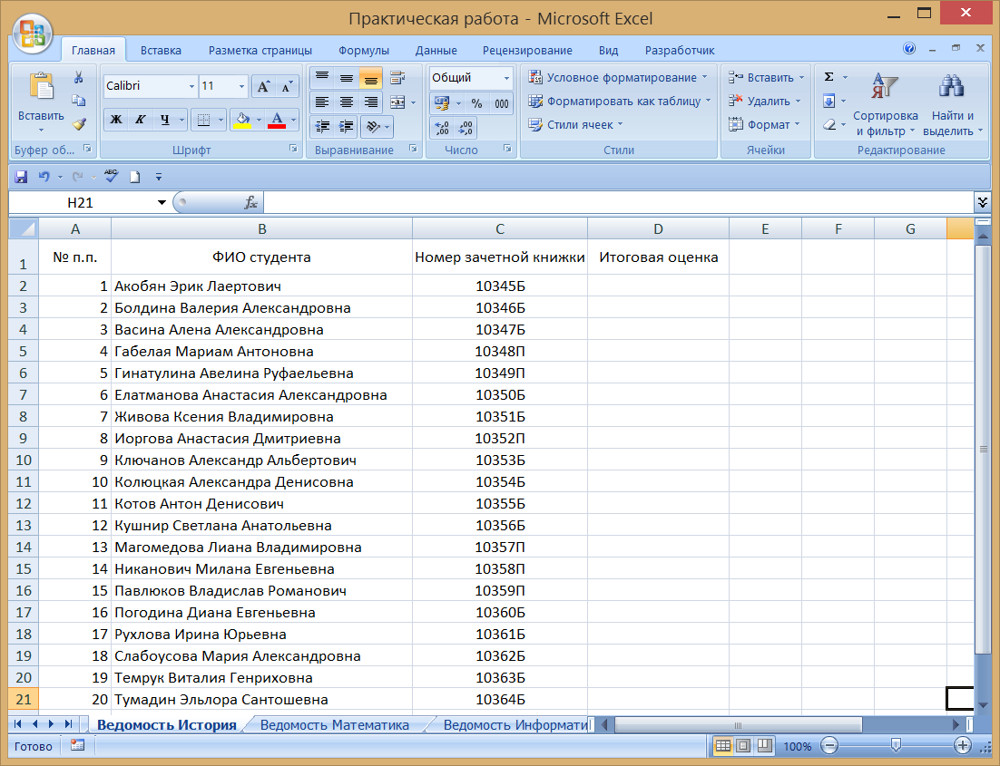 Практическая работа - Microsoft Excel
Главная Вставка Разметка страницы Формулы Данные Рецензирование Вид Разработчик
Вставить
Буфер об...
Calibri 11
Ж К Ч
Шрифт
Выравнивание
Общий
% 000
Число
Условное форматирование
Форматировать как таблицу
Стили ячеек
Стили
Вставить
Удалить
Формат
Ячейки
Σ
Сортировка и фильтр
Найти и выделить
Редактирование
H21 fx
A B C D E F G
1 № п.п. ФИО студента Номер зачетной книжки Итоговая оценка
2 1 Акобян Эрик Лаертович 10345Б
3 2 Болдина Валерия Александровна 10346Б
4 3 Васина Алена Александровна 10347Б
5 4 Габелая Мариам Антоновна 10348П
6 5 Гинатулина Авелина Руфаельевна 10349П
7 6 Елатманова Анастасия Александровна 10350Б
8 7 Живова Ксения Владимировна 10351Б
9 8 Иоргова Анастасия Дмитриевна 10352П
10 9 Ключанов Александр Альбертович 10353Б
11 10 Колюцкая Александра Денисовна 10354Б
12 11 Котов Антон Денисович 10355Б
13 12 Кушнир Светлана Анатольевна 10356Б
14 13 Магомедова Лиана Владимировна 10357П
15 14 Никанович Милана Евгеньевна 10358П
16 15 Павлюков Владислав Романович 10359П
17 16 Погодина Диана Евгеньевна 10360Б
18 17 Рухлова Ирина Юрьевна 10361Б
19 18 Слабоусова Мария Александровна 10362Б
20 19 Темрук Виталия Генриховна 10363Б
21 20 Тумадин Эльлора Сантошевна 10364Б
Ведомость История Ведомость Математика Ведомость Информати
Готово 100%